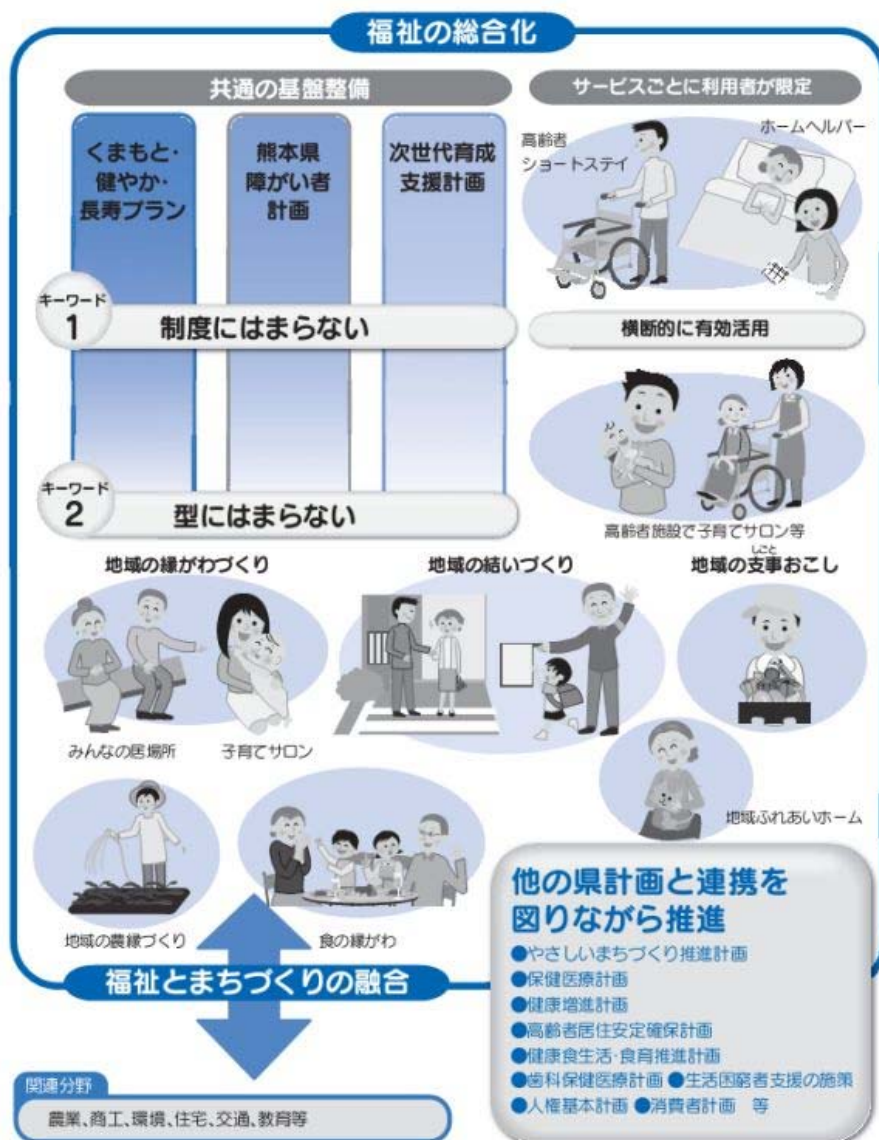 福祉の総合化
共通の基盤整備
くまもと・
健やか・
長寿プラン
熊本県
障がい者
計画
次世代育成
支援計画
キーワード
1
制度にはまらない
キーワード
2
型にはまらない
サービスごとに利用者が限定
高齢者
ショートステイ
ホームヘルパー
横断的に有効活用
高齢者施設で子育てサロン等
地域の縁がわづくり
みんなの居場所
子育てサロン
地域の結いづくり
しごと
地域の支事おこし
地域ふれあいホーム
地域の農縁づくり
食の縁がわ
福祉とまちづくりの融合
他の県計画と連携を
図りながら推進
●やさしいまちづくり推進計画
●保健医療計画
●健康増進計画
●高齢者居住安定確保計画
●健康食生活・食育推進計画
●歯科保健医療計画 ●生活困窮者支援の施策
●人権基本計画 ●消費者計画 等
関連分野
農業、商工、環境、住宅、交通、教育等